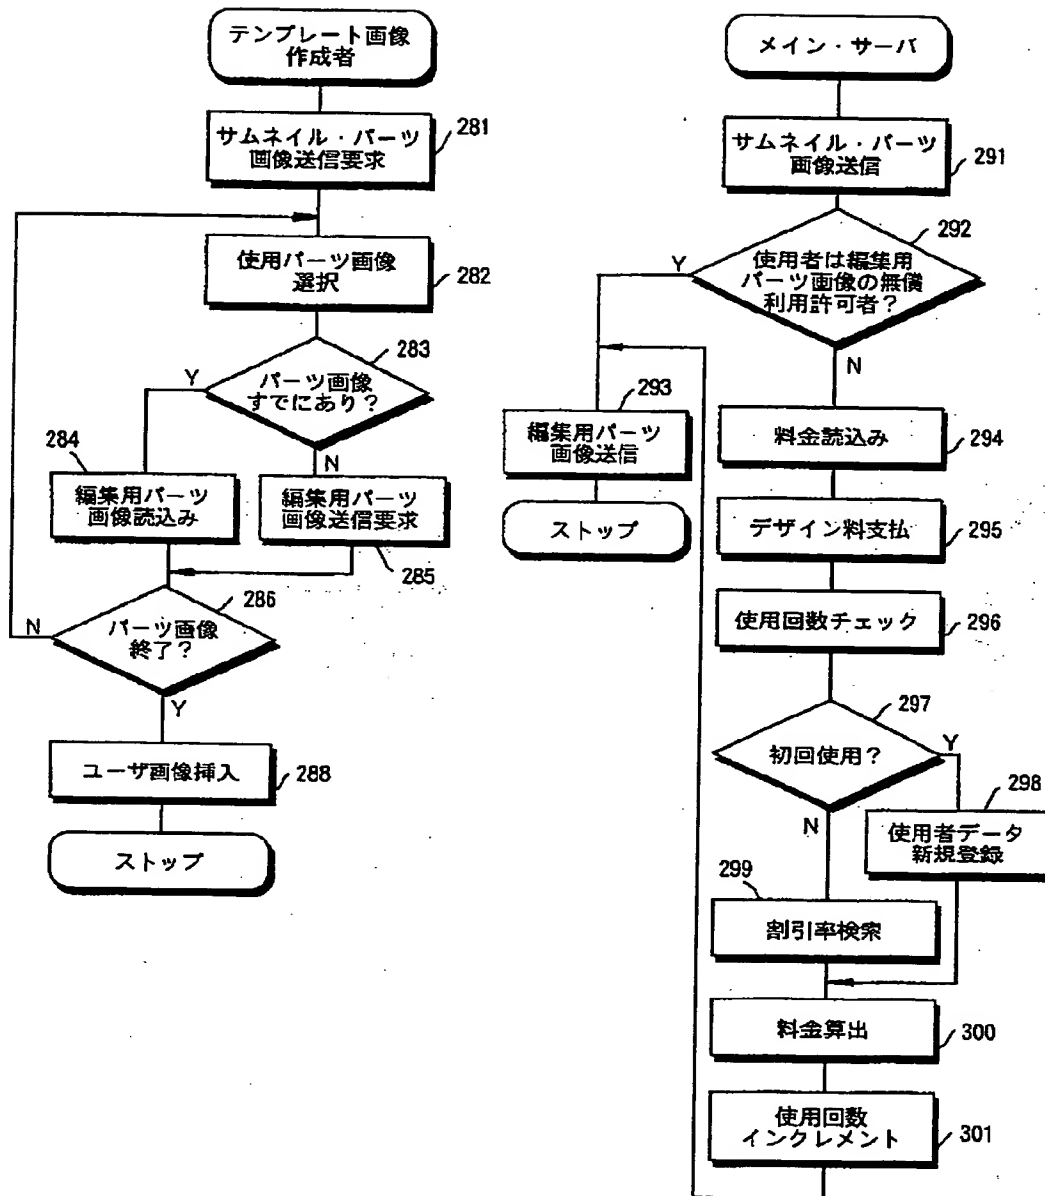 テンプレート画像
作成者
サムネイル・パーツ
画像送信要求
281
使用パーツ画像
選択
282
283
Y
パーツ画像
すでにあり?
284
N
編集用パーツ
画像読込み
編集用パーツ
画像送信要求
285
286
N
パーツ画像
終了?
Y
ユーザ画像挿入
288
ストップ
メイン・サーバ
サムネイル・パーツ
画像送信
291
292
Y
使用者は編集用
パーツ画像の無償
利用許可者?
N
293
編集用パーツ
画像送信
ストップ
料金読込み
294
デザイン料支払
295
使用回数チェック
296
297
初回使用?
Y
N
298
使用者データ
新規登録
299
割引率検索
料金算出
300
使用回数
インクレメント
301